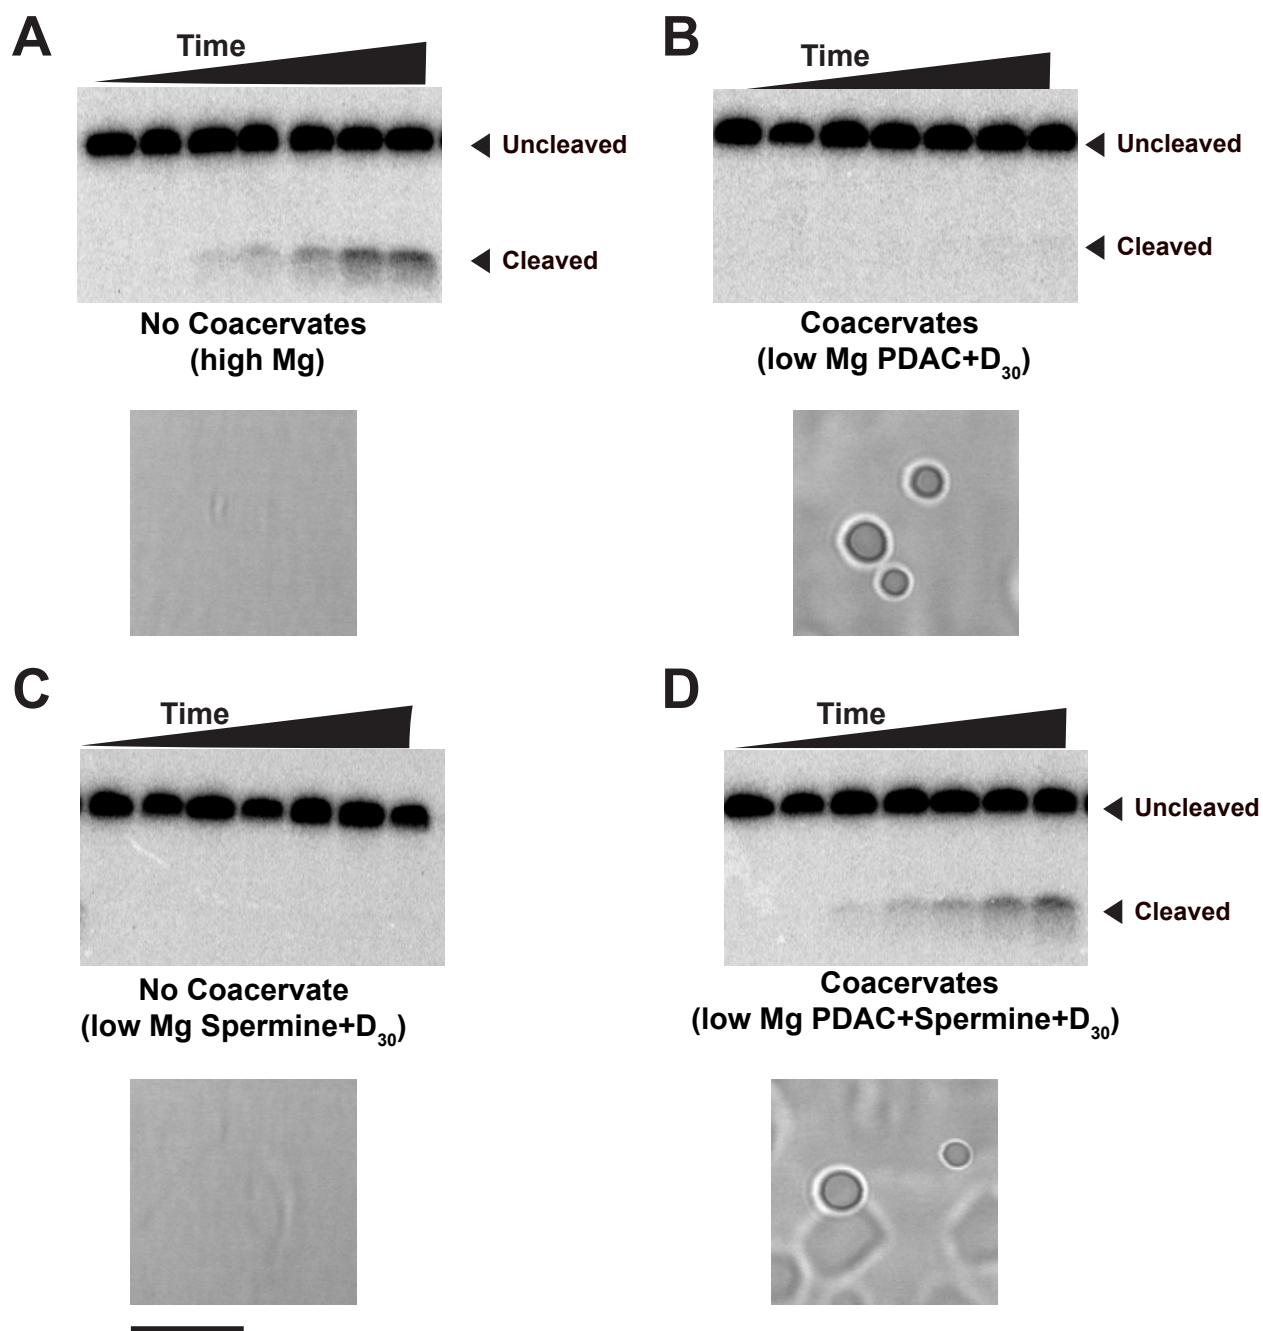 A
Time
Uncleaved
Cleaved
No Coacervates
(high Mg)
B
Time
Uncleaved
Cleaved
Coacervates
(low Mg PDAC+D30)
C
Time
No Coacervate
(low Mg Spermine+D30)
D
Time
Uncleaved
Cleaved
Coacervates
(low Mg PDAC+Spermine+D30)